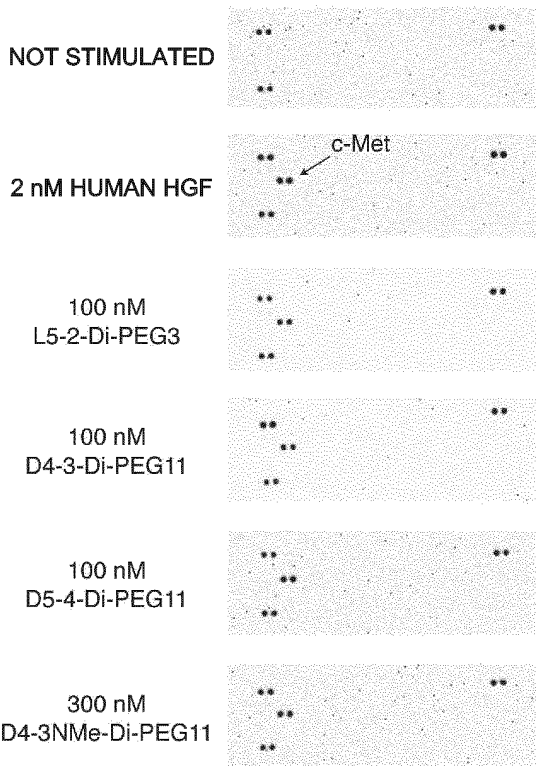 NOT STIMULATED
c-Met
2 nM HUMAN HGF
100 nM
L5-2-Di-PEG3
100 nM
D4-3-Di-PEG11
100 nM
D5-4-Di-PEG11
300 nM
D4-3NMe-Di-PEG11